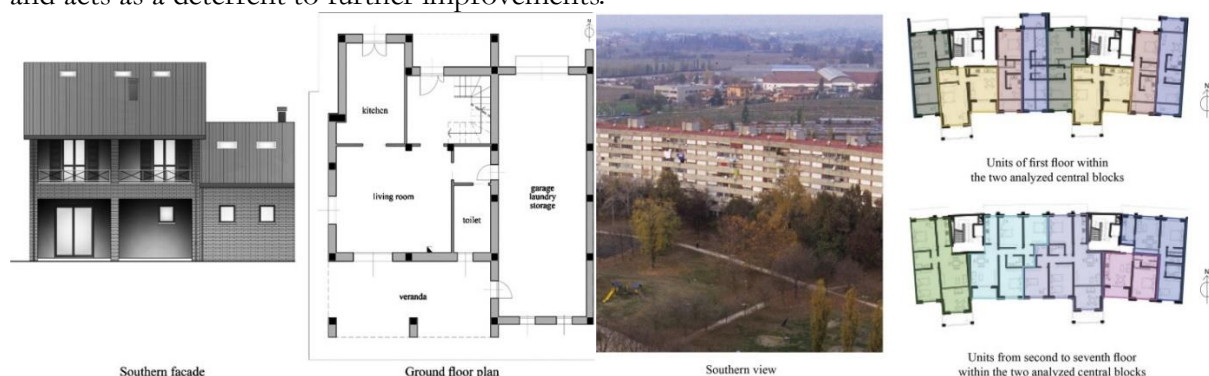 and acts as a deterrent to further improvements.
N
kitchen
living room
toilet
garage
laundry
storage
veranda
Southern façade
Ground floor plan
Southern view
N
Units of first floor within
the two analyzed central blocks
N
Units from second to seventh floor
within the two analyzed central blocks